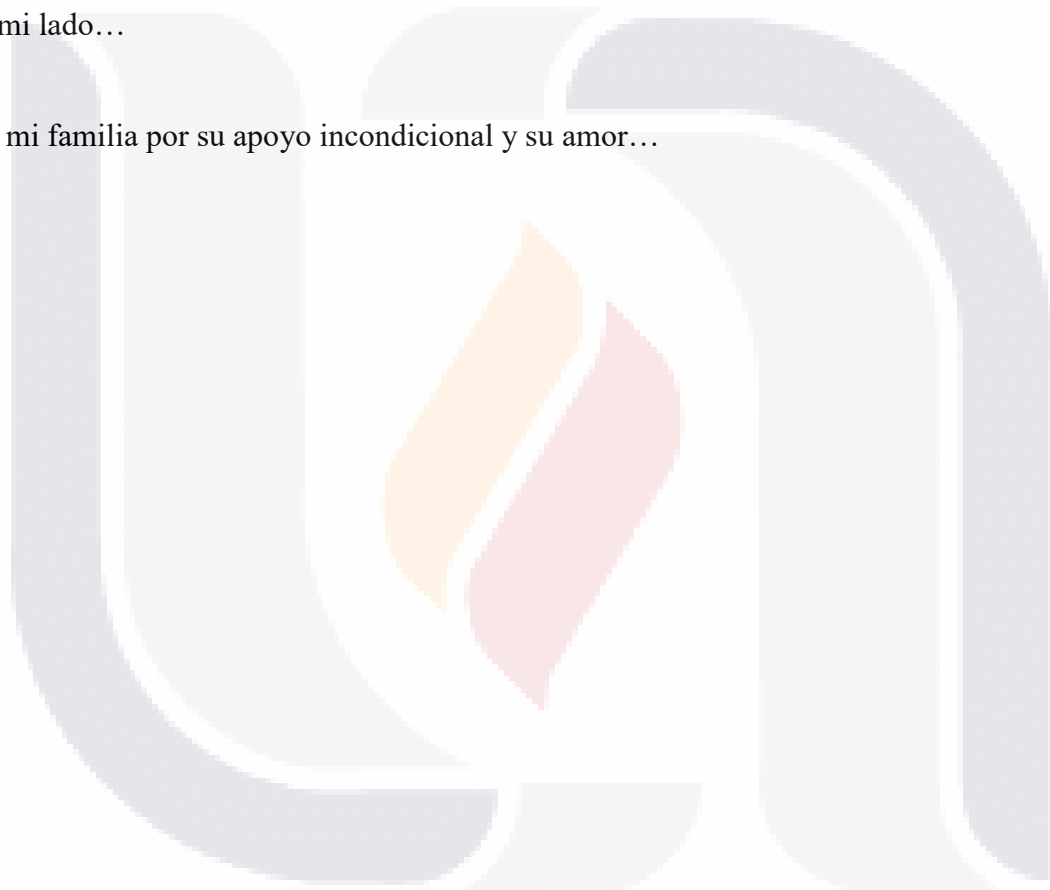 mi lado…
mi familia por su apoyo incondicional y su amor…